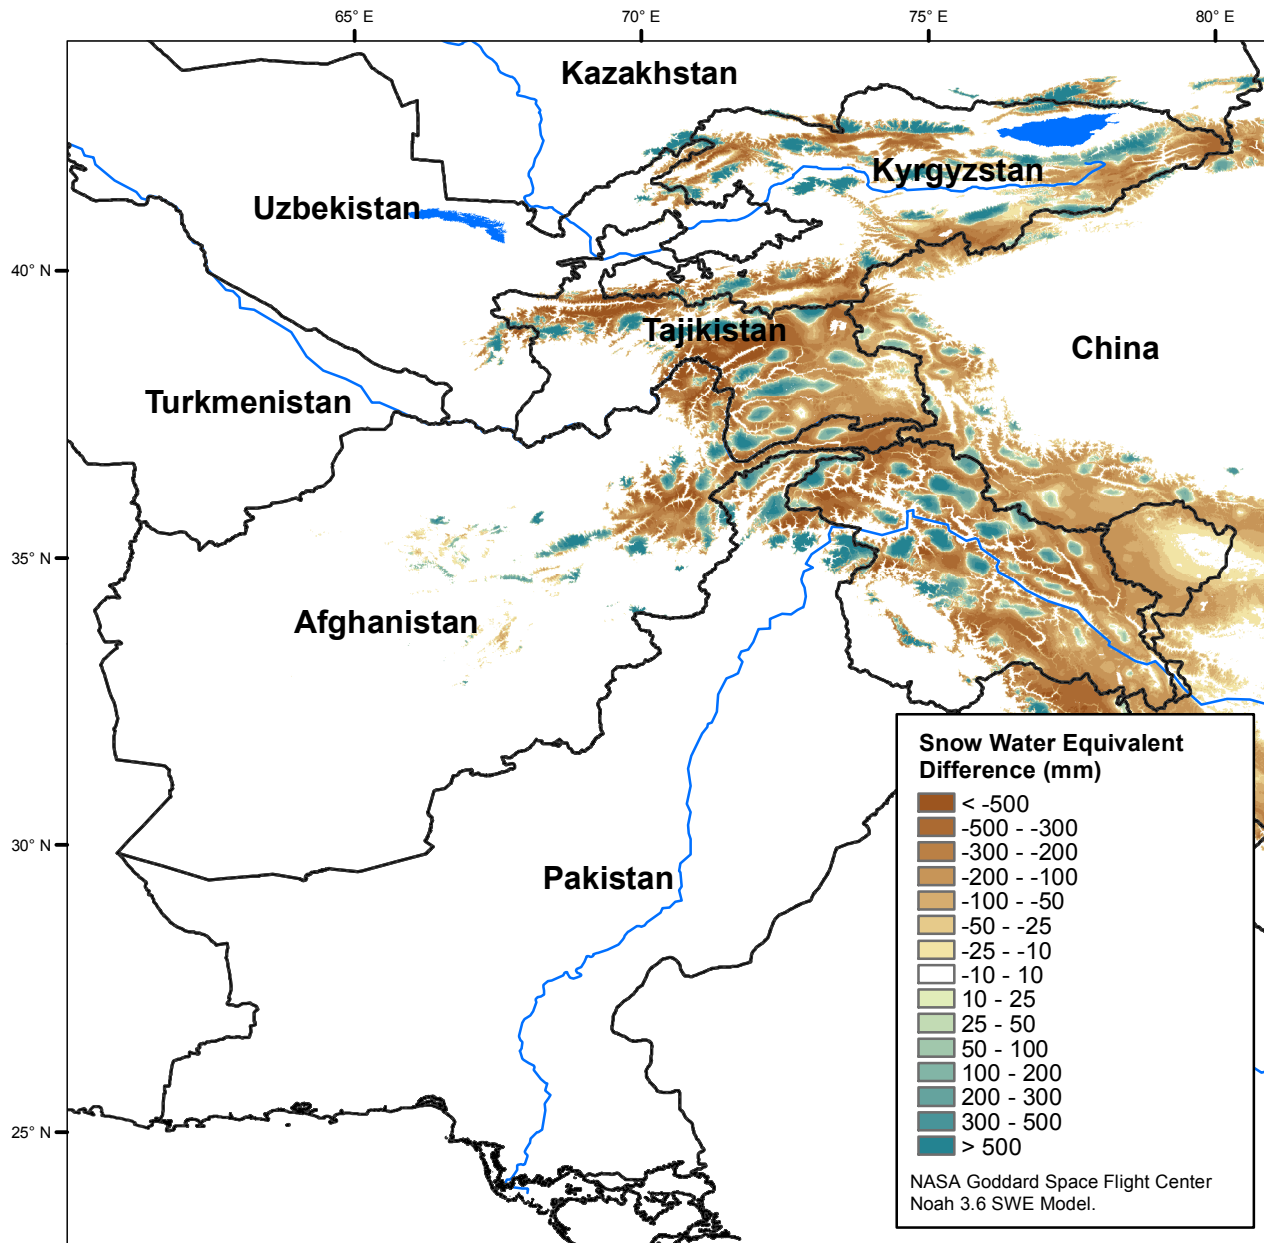 65° E
70° E
75° E
80° E
Kazakhstan
Kyrgyzstan
Uzbekistan
40° N
Tajikistan
China
Turkmenistan
35° N
Afghanistan
Snow Water Equivalent
Difference (mm)
< -500
-500 - -300
-300 - -200
-200 - -100
-100 - -50
-50 - -25
-25 - -10
-10 - 10
10 - 25
25 - 50
50 - 100
100 - 200
200 - 300
300 - 500
> 500
NASA Goddard Space Flight Center
Noah 3.6 SWE Model.
30° N
Pakistan
25° N